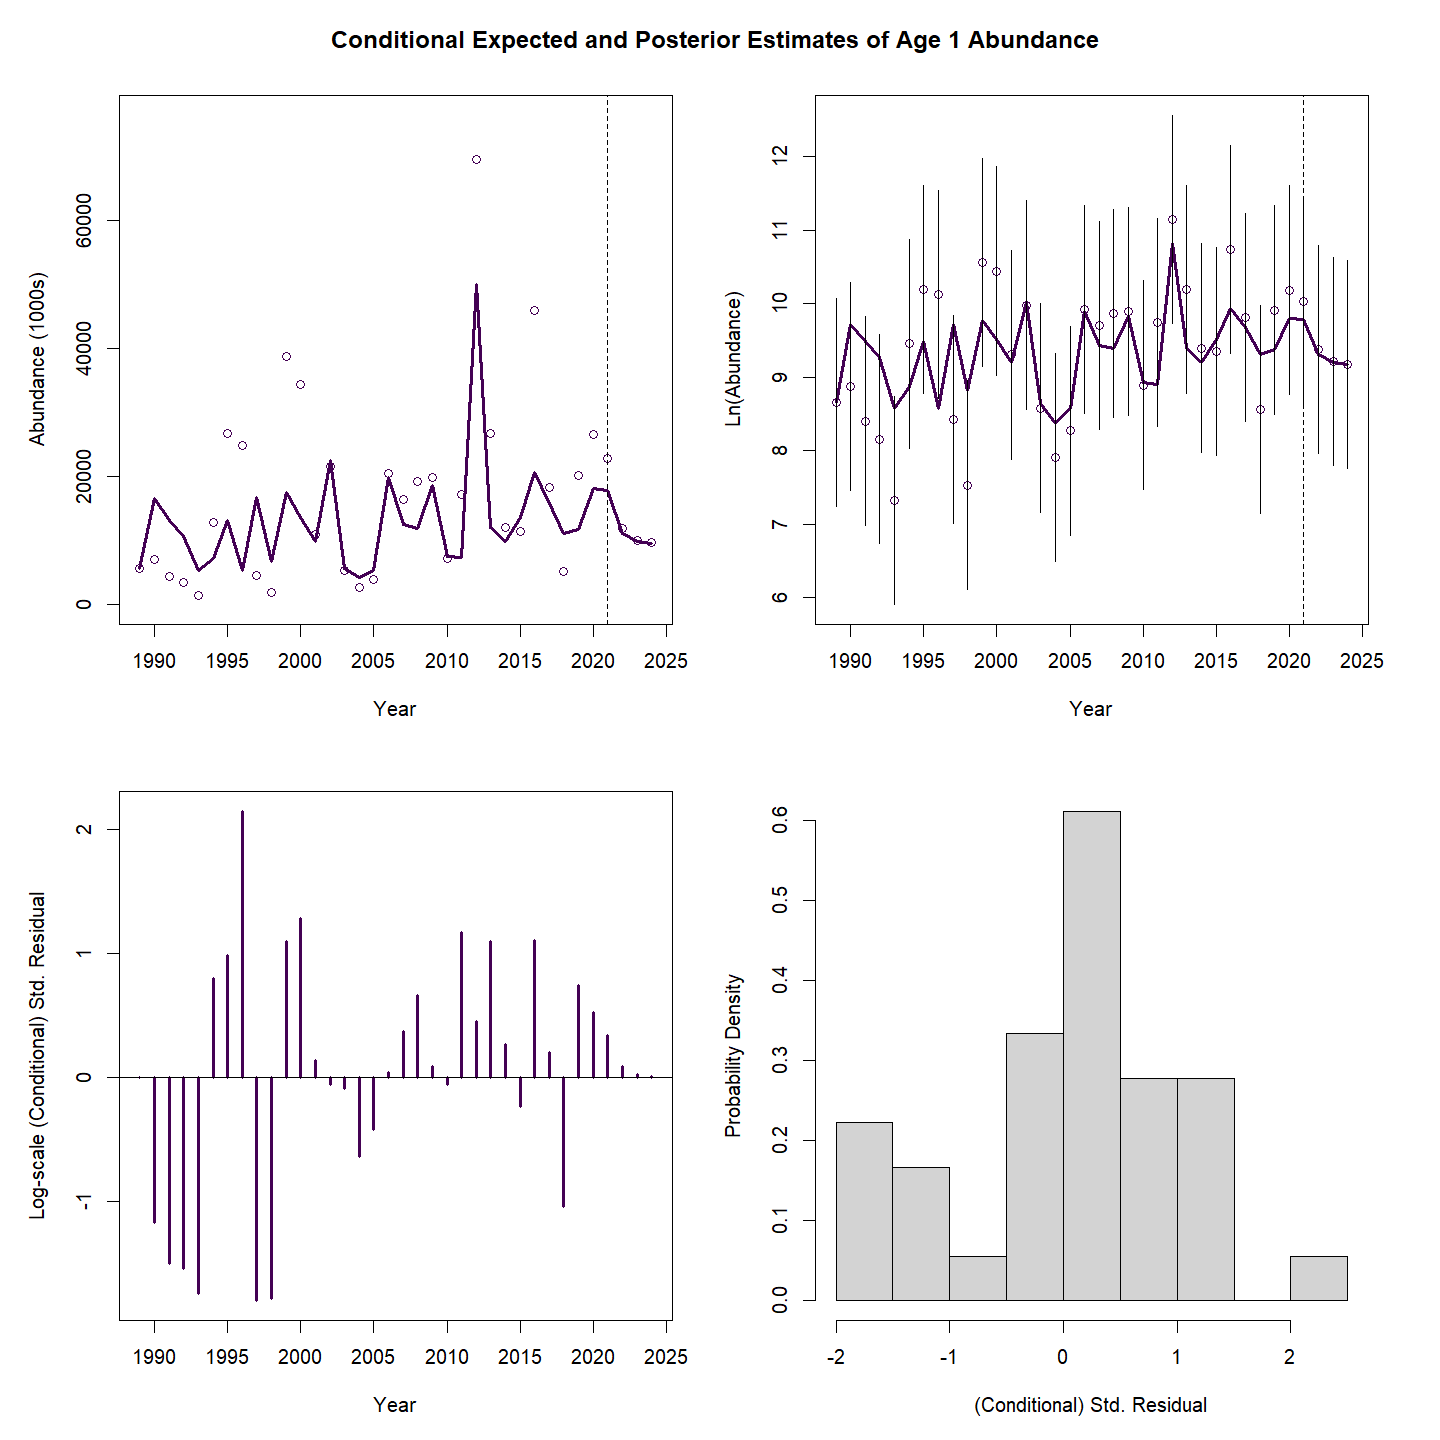 Conditional Expected and Posterior Estimates of Age 1 Abundance
Abundance (1000s)
60000
40000
20000
0
1990 1995 2000 2005 2010 2015 2020 2025
Year
Ln(Abundance)
12
11
10
9
8
7
6
1990 1995 2000 2005 2010 2015 2020 2025
Year
Log-scale (Conditional) Std. Residual
2
1
0
-1
1990 1995 2000 2005 2010 2015 2020 2025
Year
Probability Density
0.6
0.5
0.4
0.3
0.2
0.1
0.0
-2 -1 0 1 2
(Conditional) Std. Residual